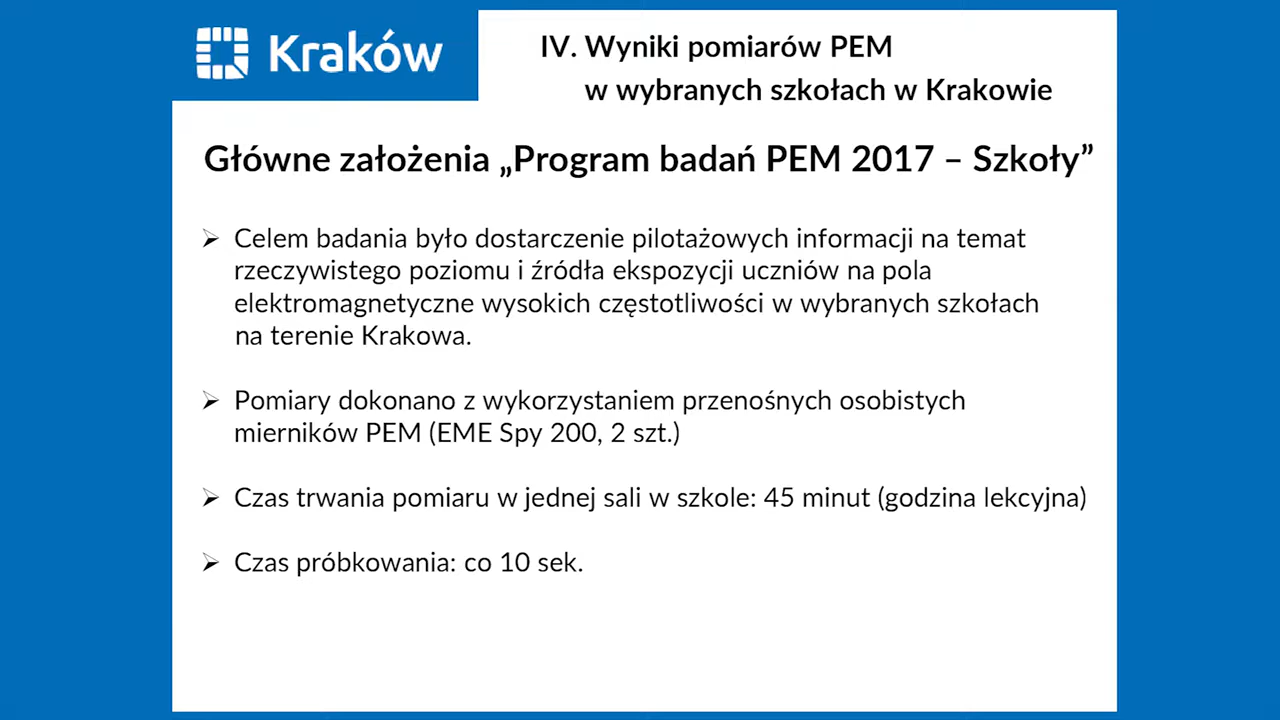 Kraków
IV. Wyniki pomiarów PEM
w wybranych szkołach w Krakowie
Główne założenia „Program badań PEM 2017 – Szkoły”
➢ Celem badania było dostarczenie pilotażowych informacji na temat
rzeczywistego poziomu i źródła ekspozycji uczniów na pola
elektromagnetyczne wysokich częstotliwości w wybranych szkołach
na terenie Krakowa.
➢ Pomiary dokonano z wykorzystaniem przenośnych osobistych
mierników PEM (EME Spy 200, 2 szt.)
➢ Czas trwania pomiaru w jednej sali w szkole: 45 minut (godzina lekcyjna)
➢ Czas próbkowania: co 10 sek.